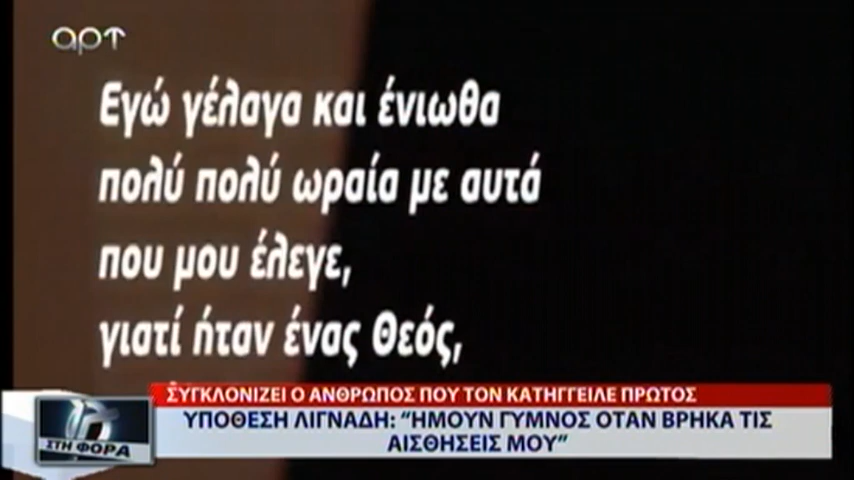 αρτ
Εγώ γέλαγα και ένιωθα
πολύ πολύ ωραία με αυτά
που μου έλεγε,
γιατί ήταν ένας Θεός,
ΣΥΓΚΛΟΝΙΖΕΙ Ο ΑΝΘΡΩΠΟΣ ΠΟΥ ΤΟΝ ΚΑΤΗΓΓΕΙΛΕ ΠΡΩΤΟΣ
ΥΠΟΘΕΣΗ ΛΙΓΝΑΔΗ: “ΗΜΟΥΝ ΓΥΜΝΟΣ ΟΤΑΝ ΒΡΗΚΑ ΤΙΣ
ΑΙΣΘΗΣΕΙΣ ΜΟΥ”
ΣΤΗ ΦΟΡΑ